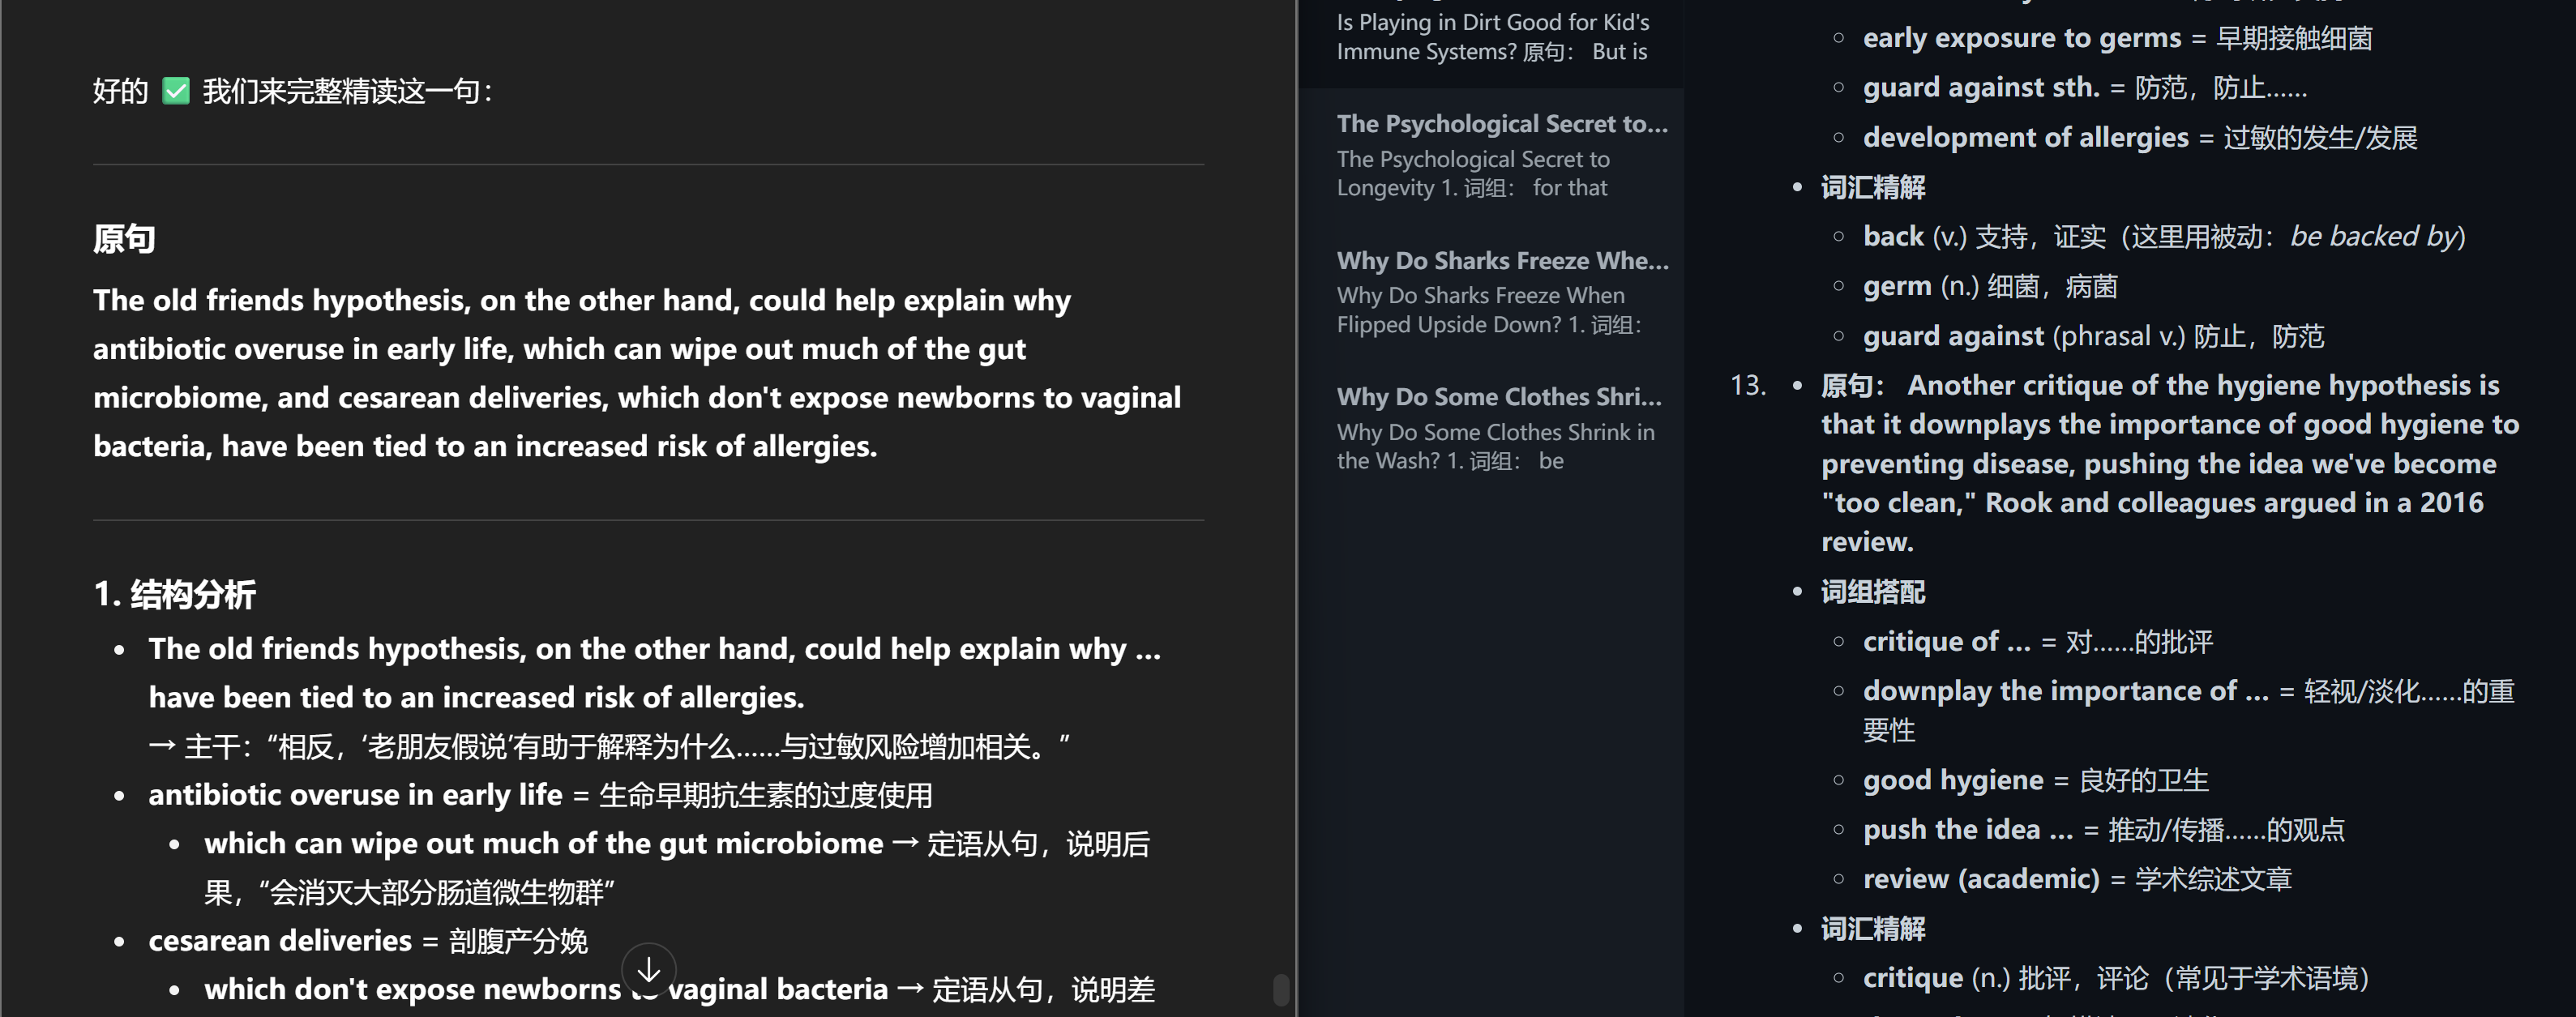 好的 ✅ 我们来完整精读这一句：
原句
The old friends hypothesis, on the other hand, could help explain why
antibiotic overuse in early life, which can wipe out much of the gut
microbiome, and cesarean deliveries, which don't expose newborns to vaginal
bacteria, have been tied to an increased risk of allergies.
1. 结构分析
• The old friends hypothesis, on the other hand, could help explain why …
have been tied to an increased risk of allergies.
→ 主干：“相反，‘老朋友假说’有助于解释为什么……与过敏风险增加相关。”
• antibiotic overuse in early life = 生命早期抗生素的过度使用
• which can wipe out much of the gut microbiome → 定语从句，说明后
果，“会消灭大部分肠道微生物群”
• cesarean deliveries = 剖腹产分娩
• which don't expose newborns to vaginal bacteria → 定语从句，说明差
Is Playing in Dirt Good for Kid's
Immune Systems? 原句： But is
The Psychological Secret to...
The Psychological Secret to
Longevity 1. 词组： for that
Why Do Sharks Freeze Whe...
Why Do Sharks Freeze When
Flipped Upside Down? 1. 词组：
Why Do Some Clothes Shri...
Why Do Some Clothes Shrink in
the Wash? 1. 词组： be
○ early exposure to germs = 早期接触细菌
○ guard against sth. = 防范，防止……
○ development of allergies = 过敏的发生/发展
• 词汇精解
○ back (v.) 支持，证实（这里用被动：be backed by）
○ germ (n.) 细菌，病菌
○ guard against (phrasal v.) 防止，防范
13. • 原句： Another critique of the hygiene hypothesis is
that it downplays the importance of good hygiene to
preventing disease, pushing the idea we've become
"too clean," Rook and colleagues argued in a 2016
review.
• 词组搭配
○ critique of … = 对……的批评
○ downplay the importance of … = 轻视/淡化……的重
要性
○ good hygiene = 良好的卫生
○ push the idea … = 推动/传播……的观点
○ review (academic) = 学术综述文章
• 词汇精解
○ critique (n.) 批评，评论（常见于学术语境）